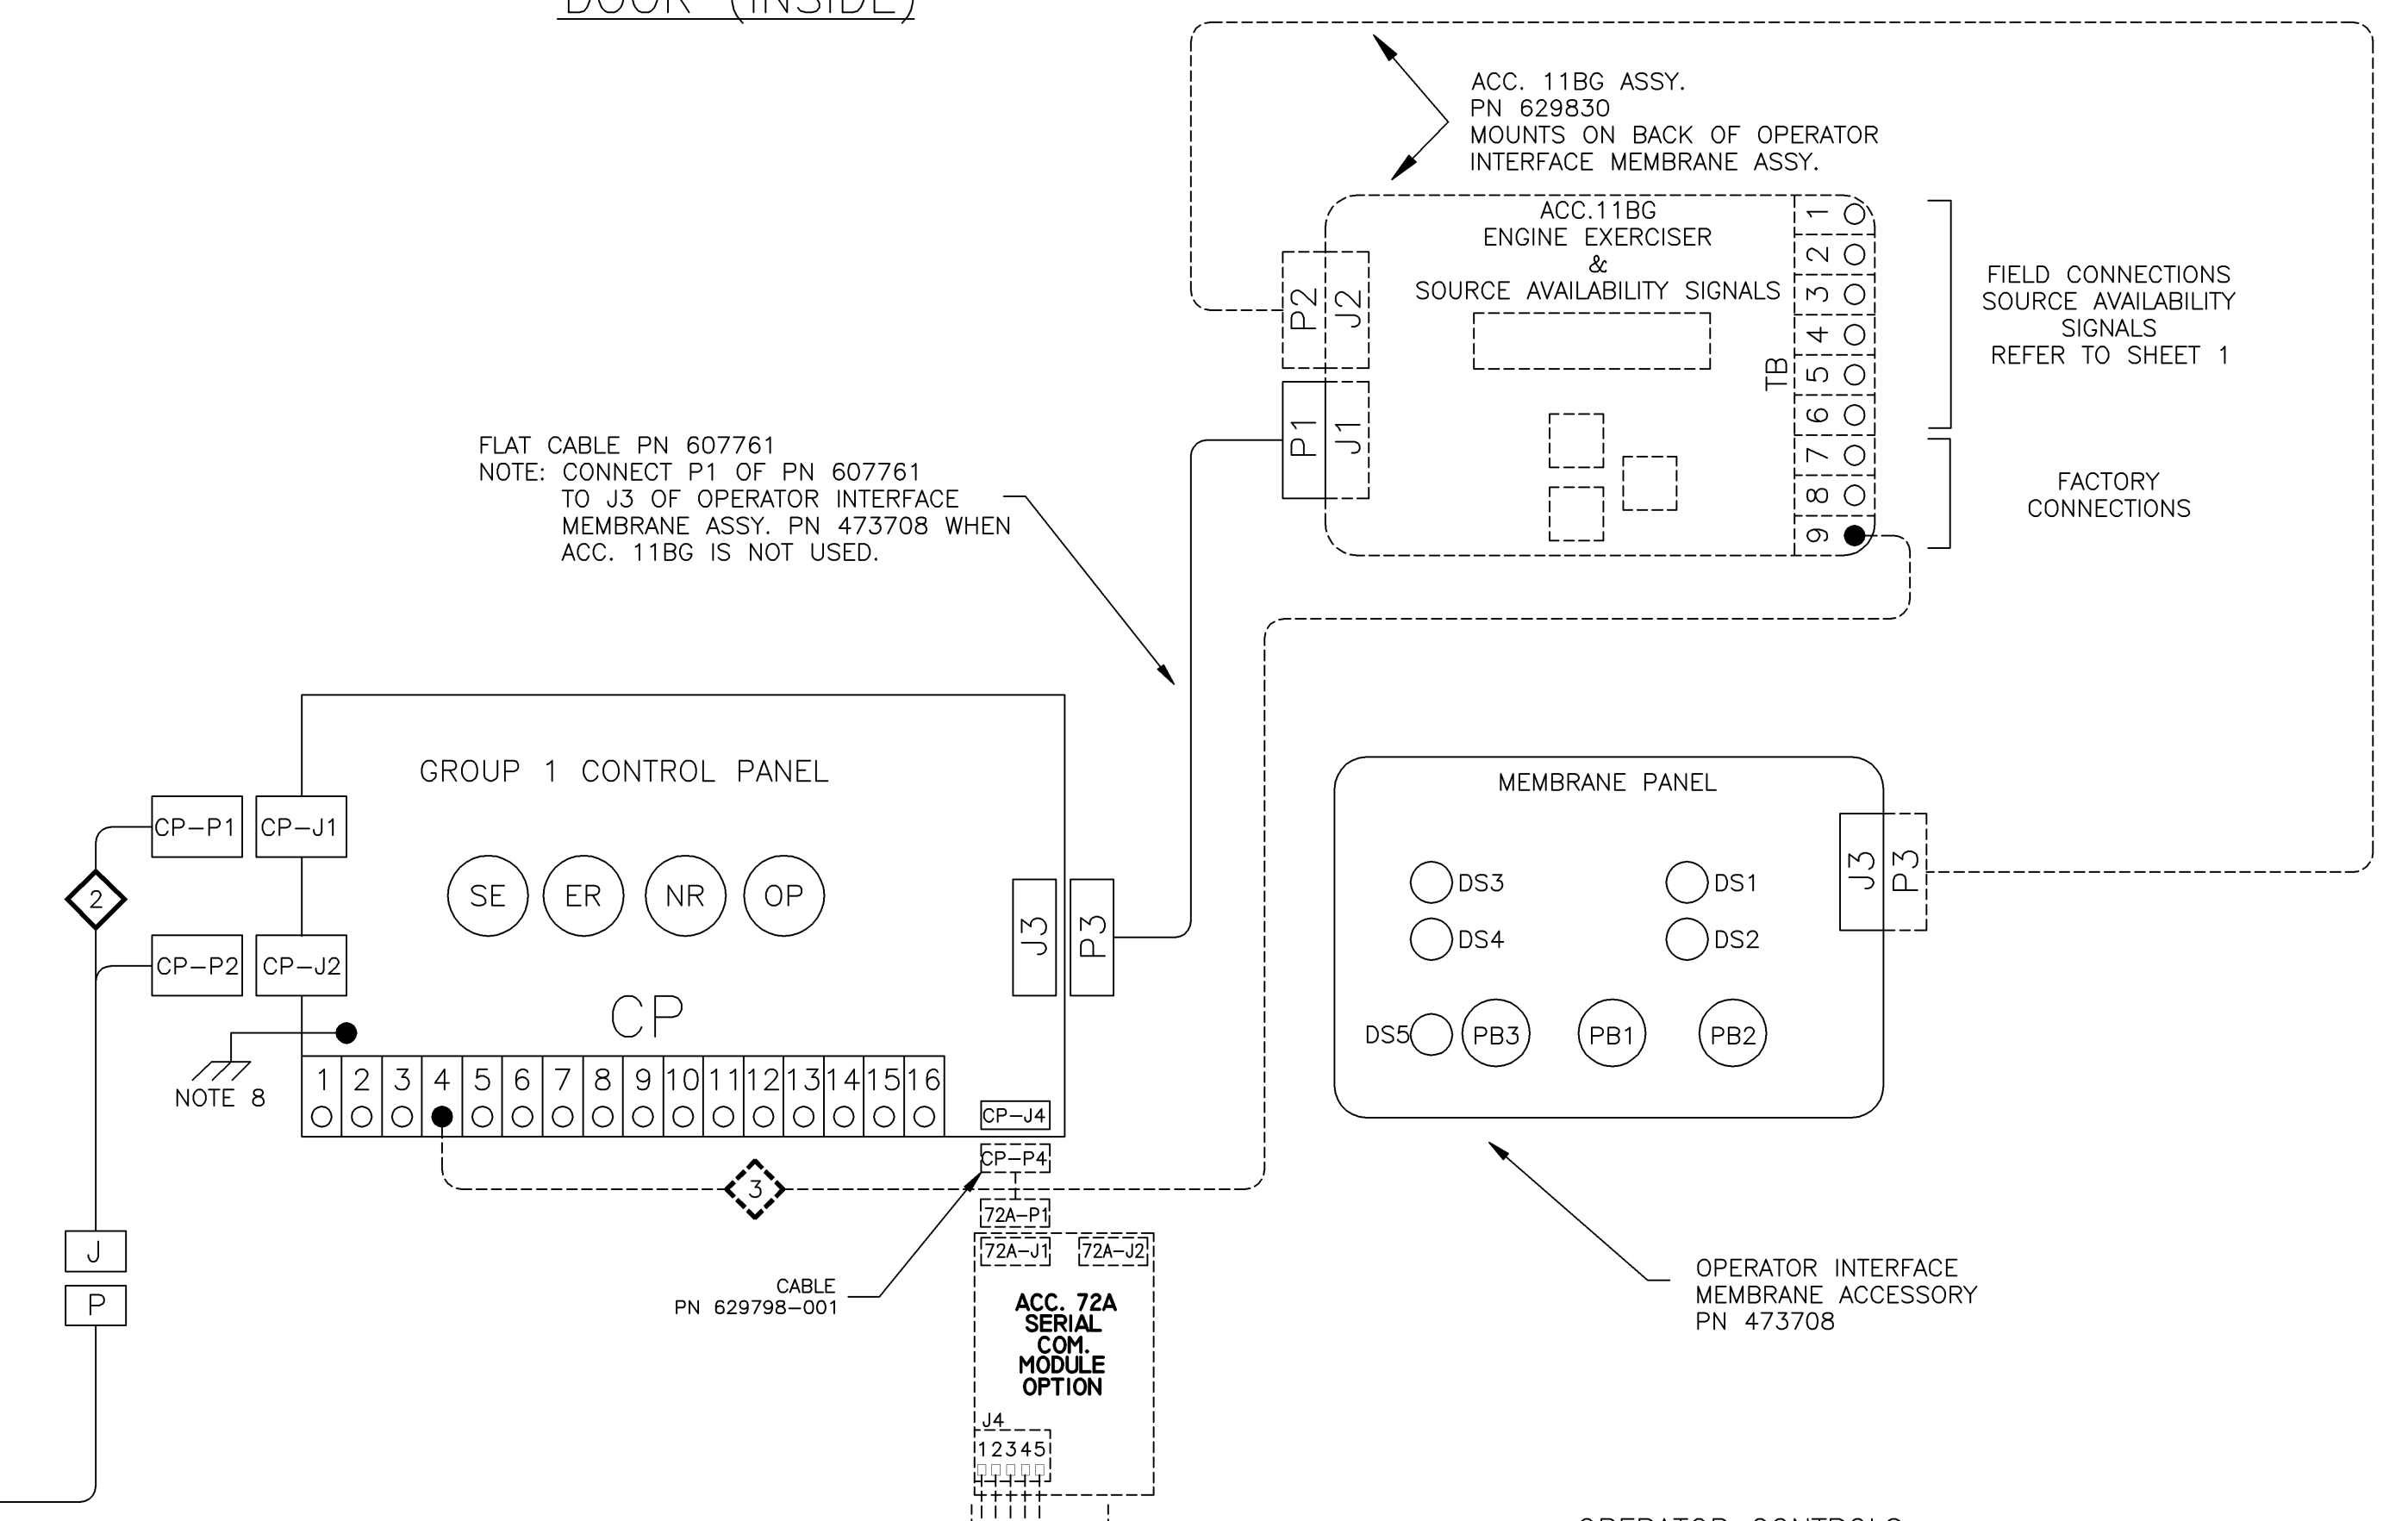 DOOR (INSIDE)
ACC. 11BG ASSY.
PN 629830
MOUNTS ON BACK OF OPERATOR
INTERFACE MEMBRANE ASSY.
ACC.11BG
ENGINE EXERCISER
&
SOURCE AVAILABILITY SIGNALS
P2
J2
P1
J1
TB
1
2
3
4
5
6
7
8
9
FIELD CONNECTIONS
SOURCE AVAILABILITY
SIGNALS
REFER TO SHEET 1
FACTORY
CONNECTIONS
FLAT CABLE PN 607761
NOTE: CONNECT P1 OF PN 607761
TO J3 OF OPERATOR INTERFACE
MEMBRANE ASSY. PN 473708 WHEN
ACC. 11BG IS NOT USED.
GROUP 1 CONTROL PANEL
CP-P1
CP-J1
2
CP-P2
CP-J2
SE ER NR OP
J3
P3
CP
NOTE 8
1 2 3 4 5 6 7 8 9 10 11 12 13 14 15 16
CP-J4
CP-P4
3
72A-P1
72A-J1
72A-J2
CABLE
PN 629798-001
ACC. 72A
SERIAL
COM.
MODULE
OPTION
J4
12345
J
P
MEMBRANE PANEL
DS3
DS1
DS4
DS2
DS5
PB3
PB1
PB2
J3
P3
OPERATOR INTERFACE
MEMBRANE ACCESSORY
PN 473708
OPERATOR CONTROLS